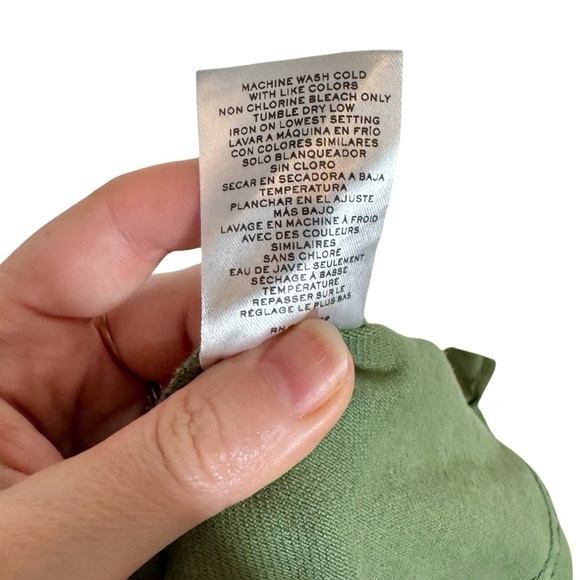 MACHINE WASH COLD
WITH LIKE COLORS
NON CHLORINE BLEACH ONLY
TUMBLE DRY LOW
IRON ON LOWEST SETTING
LAVAR A MÁQUINA EN FRÍO
CON COLORES SIMILARES
SOLO BLANQUEADOR
SIN CLORO
SECAR EN SECADORA A BAJA
TEMPERATURA
PLANCHAR EN EL AJUSTE
MÁS BAJO
LAVAGE EN MACHINE À FROID
AVEC DES COULEURS
SIMILAIRES
SANS CHLORE
EAU DE JAVEL SEULEMENT
SÉCHAGE À BASSE
TEMPÉRATURE
REPASSER SUR LE
RÉGLAGE LE PLUS BAS
RN